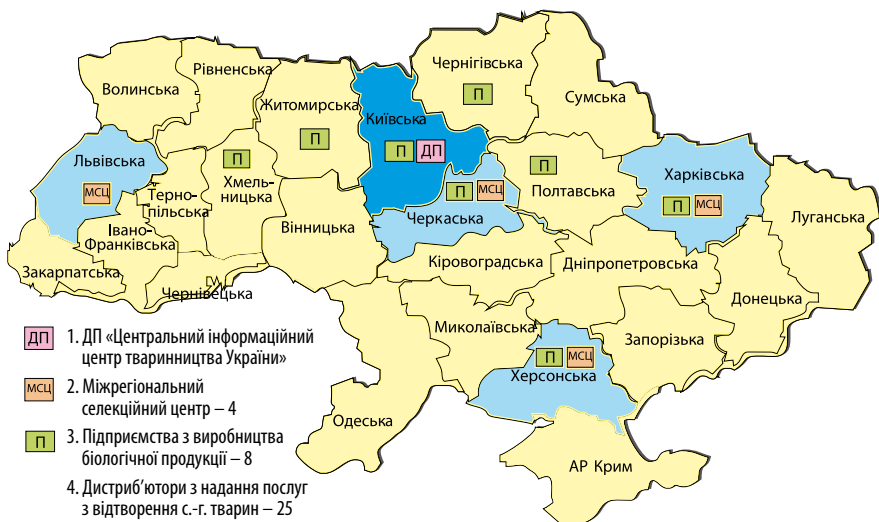 Чернігівська
П
Рівненська
Волинська
Сумська
Житомирська
П
Київська
П
ДП
Львівська
МСЦ
П
Хмель-
ницька
Терно-
пільська
П
МСЦ
Черкаська
П
Полтавська
Харківська
П
МСЦ
Луганська
Вінницька
Івано-
Франківська
Закарпатська
Чернівецька
Кіровоградська
Дніпропетровська
Донецька
Миколаївська
Запорізька
П
МСЦ
Херсонська
Одеська
АР Крим
ДП
1. ДП «Центральний інформаційний
центр тваринництва України»
МСЦ
2. Міжрегіональний
селекційний центр – 4
П
3. Підприємства з виробництва
біологічної продукції – 8
4. Дистриб’ютори з надання послуг
з відтворення с.-г. тварин – 25